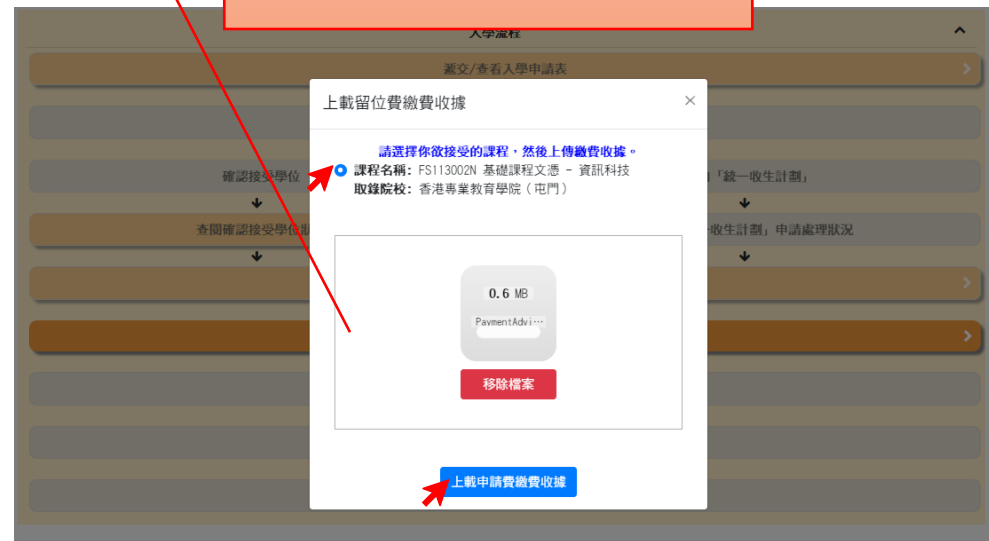 入學流程
遞交/查看入學申請表
上載留位費繳費收據
×
請選擇你欲接受的課程，然後上傳繳費收據。
課程名稱: FS113002N 基礎課程文憑 - 資訊科技
取錄院校: 香港專業教育學院（屯門）
確認接受學位
「統一收生計劃」
查閱確認接受學位
收生計劃」申請處理狀況
0.6 MB
PaymentAdvi…
移除檔案
上載申請費繳費收據